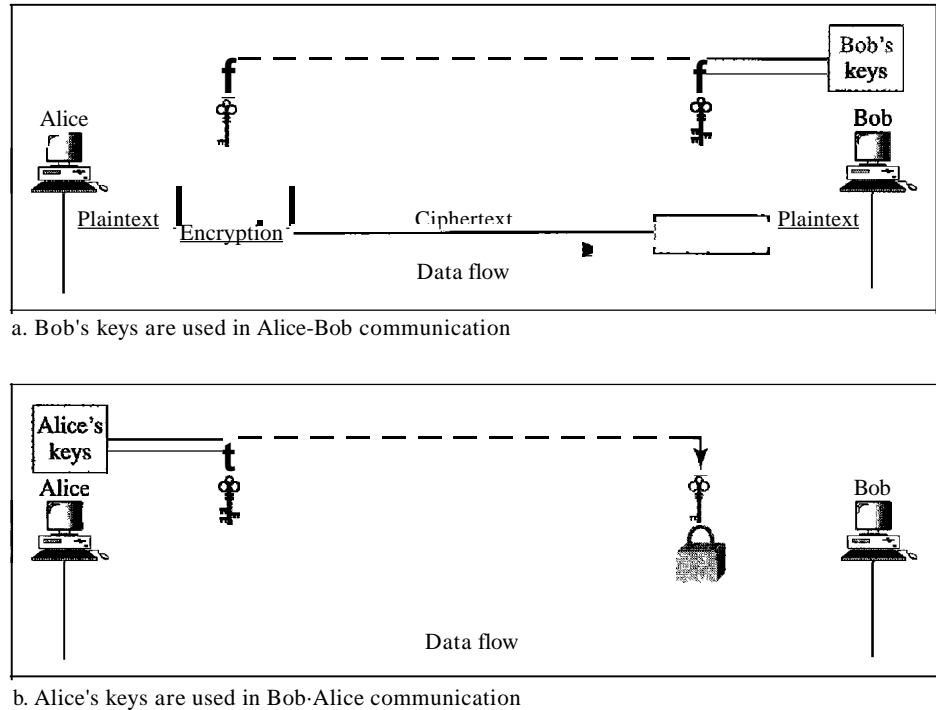 Bob's
keys
Alice
Bob
Plaintext
Encryption
Ciphertext
Plaintext
Data flow
a. Bob's keys are used in Alice-Bob communication
Alice's
keys
Alice
Bob
Data flow
b. Alice's keys are used in Bob·Alice communication